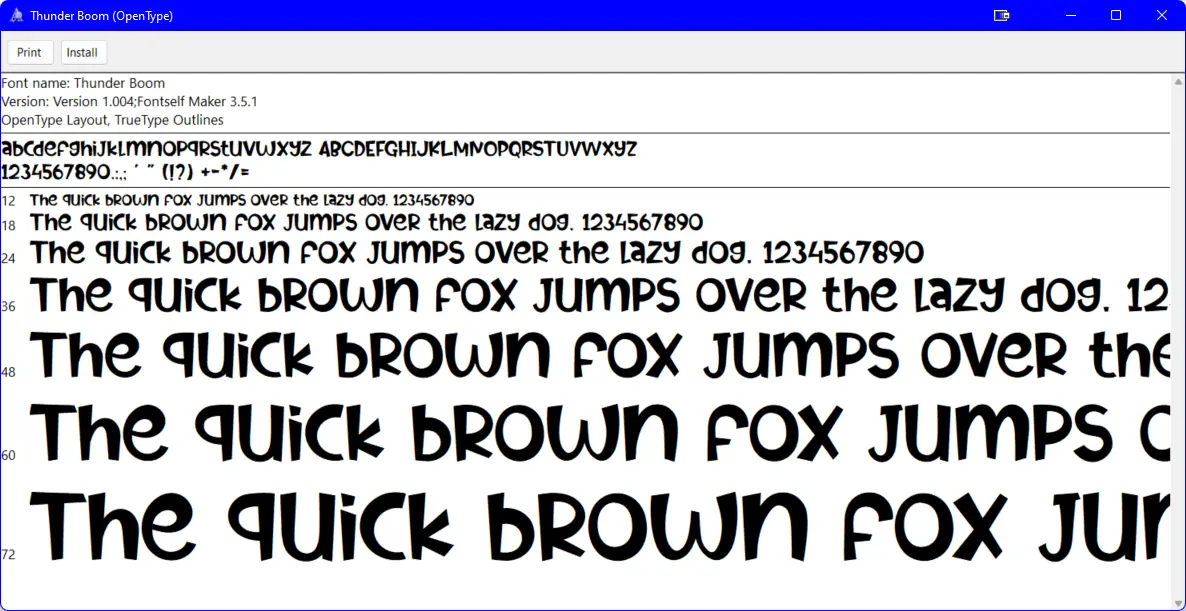 Thunder Boom (OpenType)
Print Install
Font name: Thunder Boom
Version: Version 1.004;Fontself Maker 3.5.1
OpenType Layout, TrueType Outlines
abcdefghijklmnopqrstuvwxyz ABCDEFGHIJKLMNOPQRSTUVWXYZ
1234567890.:,; ' " (!?) +-*/=
12 The quick brown fox jumps over the lazy dog. 1234567890
18 The quick brown fox jumps over the lazy dog. 1234567890
24 The quick brown fox jumps over the lazy dog. 1234567890
36 The quick brown fox jumps over the lazy dog. 12
48 The quick brown fox jumps over the
60 The quick brown fox jumps
72 The quick brown fox